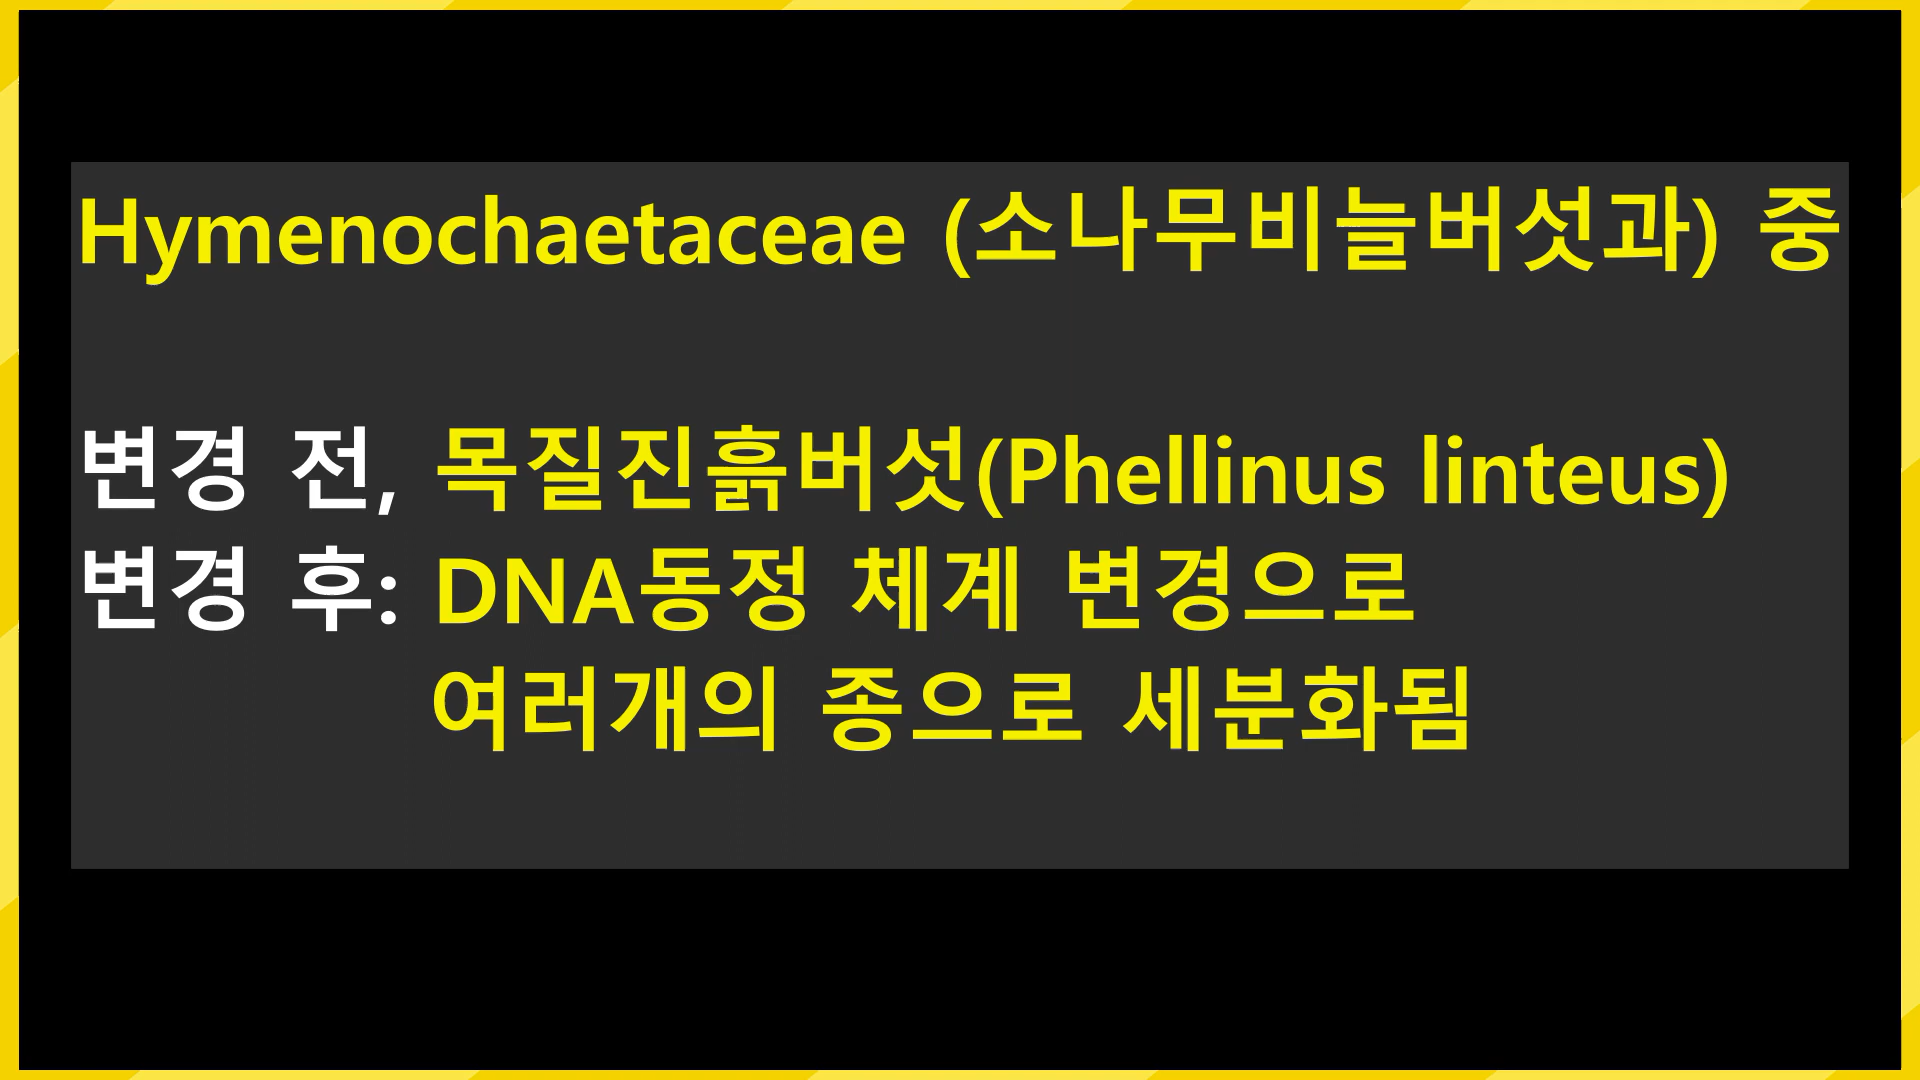 Hymenochaetaceae (소나무비늘버섯과) 중
변경 전, 목질진흙버섯(Phellinus linteus)
변경 후: DNA동정 체계 변경으로
여러개의 종으로 세분화됨